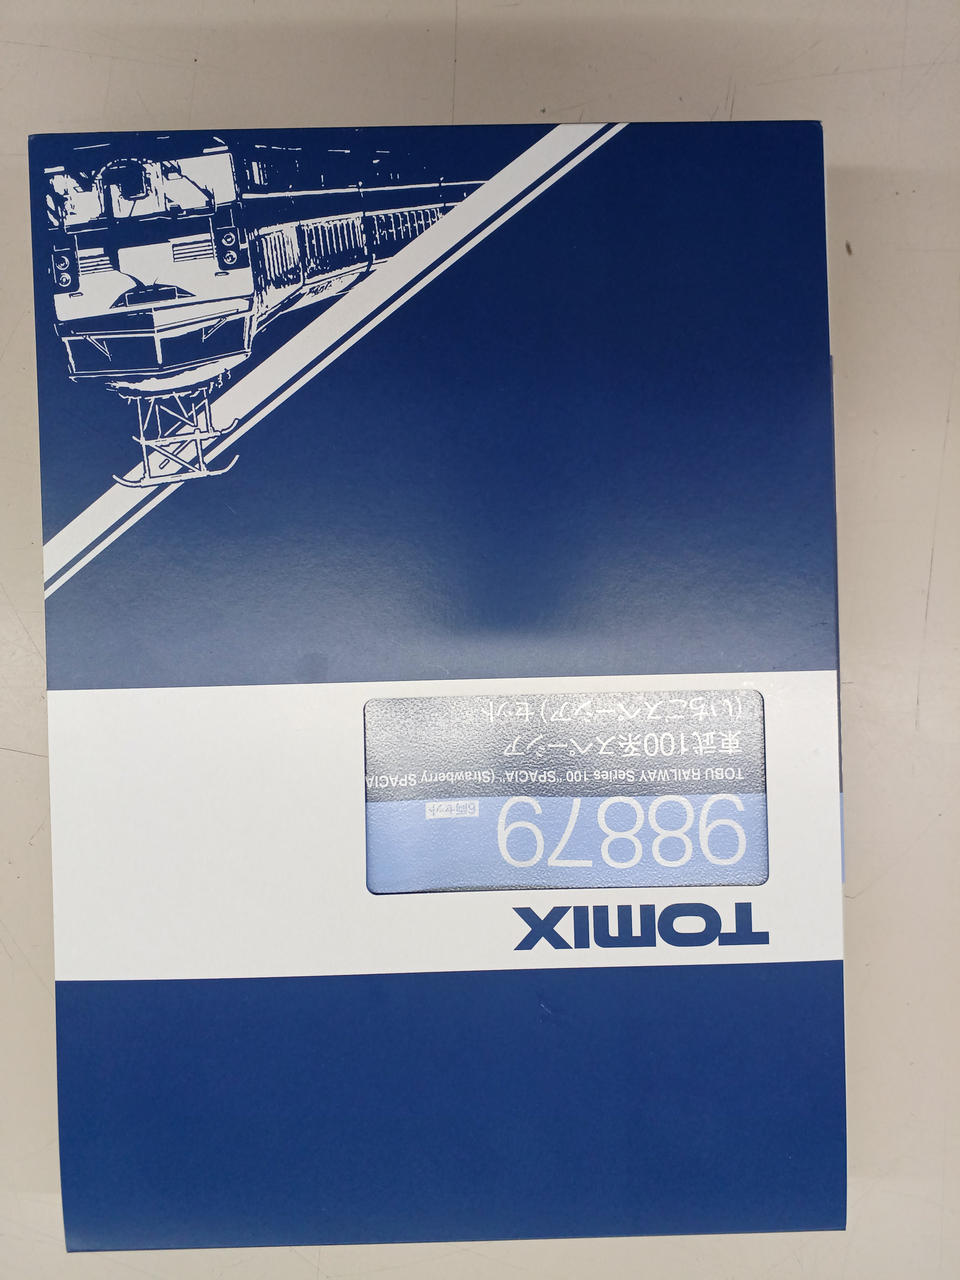 TOMIX
98879
6両セット
TOBU RAILWAY Series 100 "SPACIA" (Strawberry SPACIA
東武100系スペーシア
(いちごスペーシア)セット